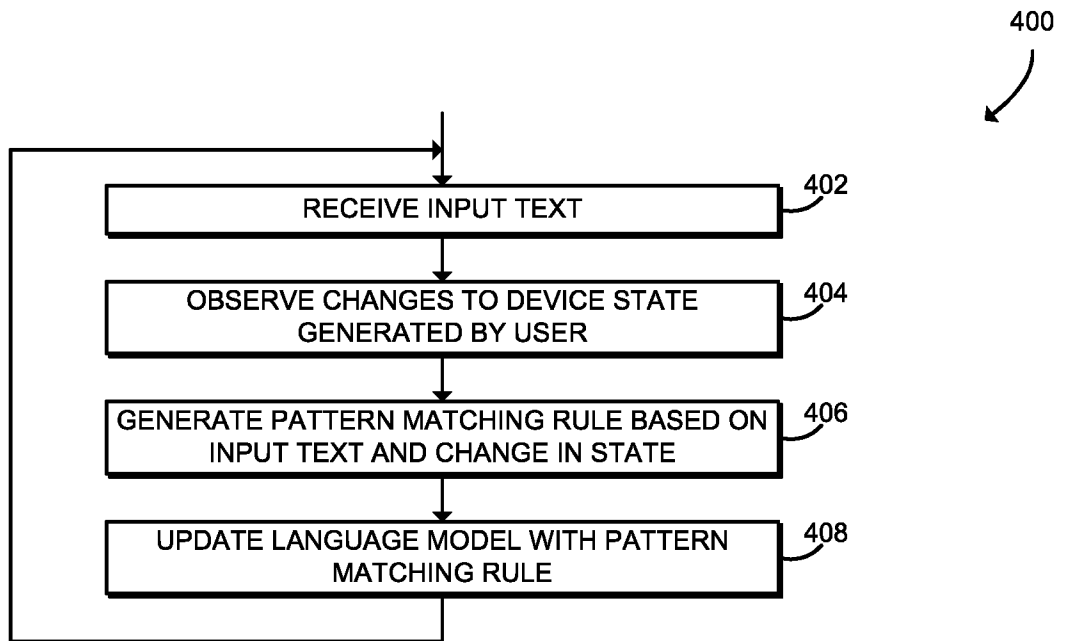 400
RECEIVE INPUT TEXT
402
OBSERVE CHANGES TO DEVICE STATE
GENERATED BY USER
404
GENERATE PATTERN MATCHING RULE BASED ON
INPUT TEXT AND CHANGE IN STATE
406
UPDATE LANGUAGE MODEL WITH PATTERN
MATCHING RULE
408